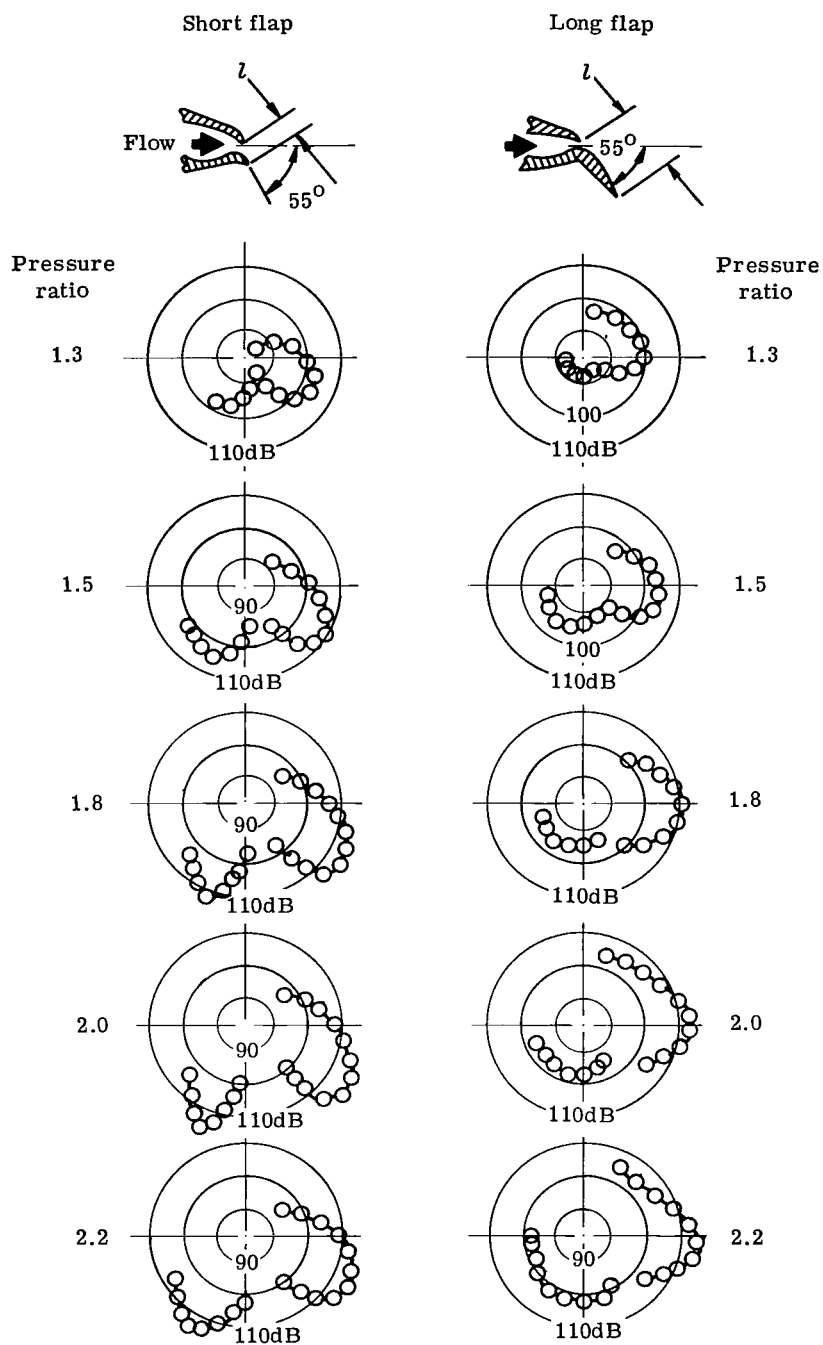 Short flap
Long flap
l
Flow
55°
55°
Pressure
ratio
Pressure
ratio
1.3
110dB
100
110dB
1.3
1.5
90
110dB
100
110dB
1.5
1.8
90
110dB
110dB
1.8
2.0
90
110dB
110dB
2.0
2.2
90
110dB
90
110dB
2.2